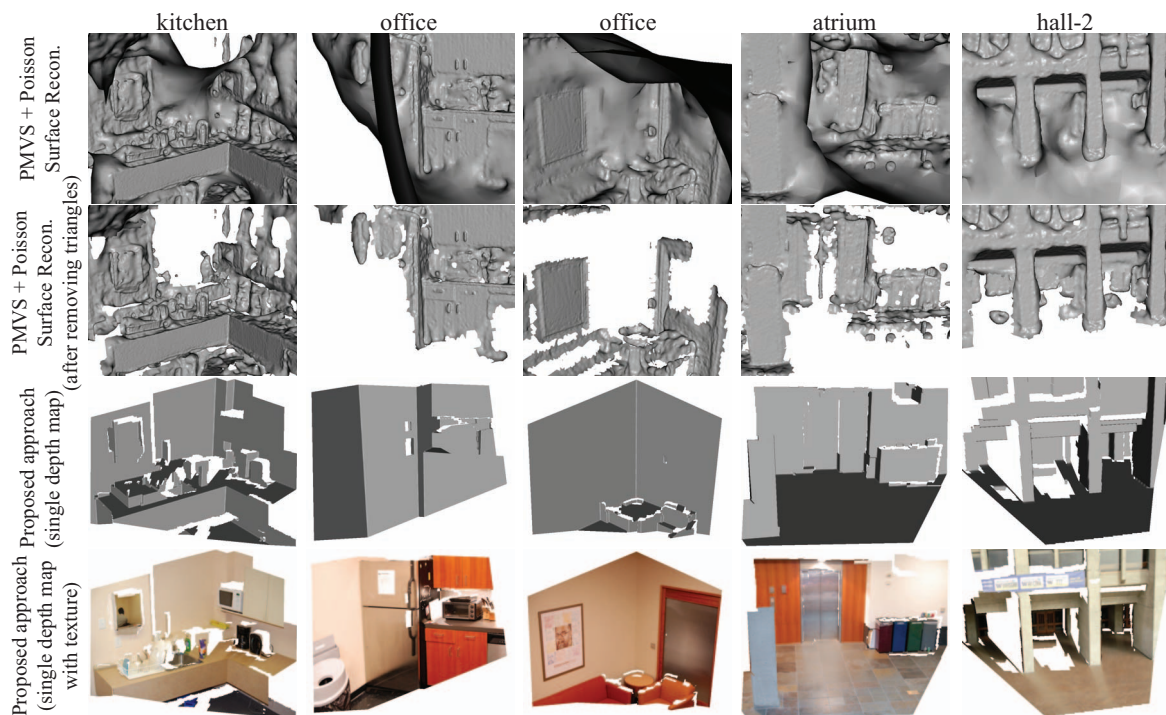 kitchen office office atrium hall-2
PMVS + Poisson
Surface Recon.
PMVS + Poisson
Surface Recon.
(after removing triangles)
Proposed approach
(single depth map)
Proposed approach
(single depth map
with texture)